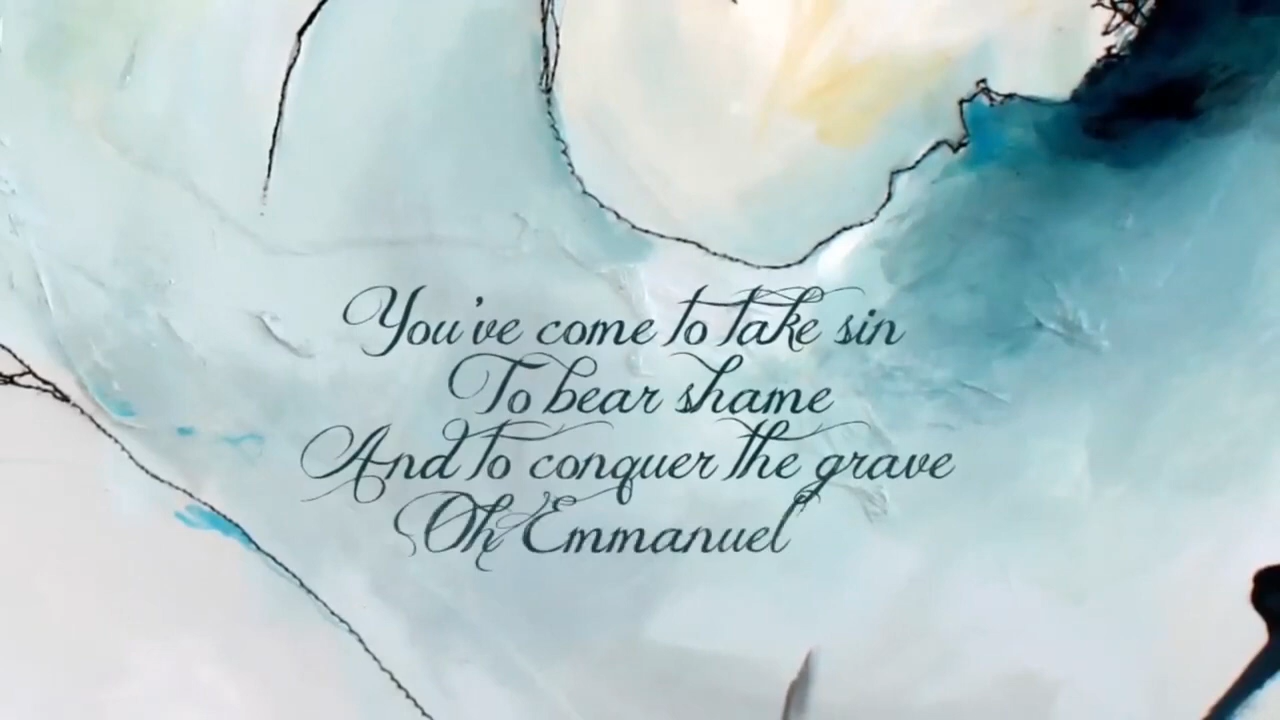 You've come to take sin
To bear shame
And to conquer the grave
Oh Emmanuel